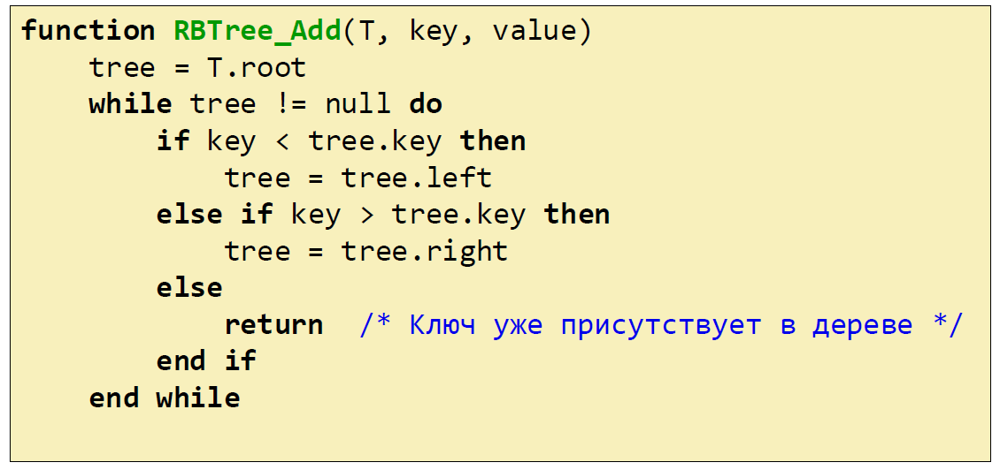 function RBTree_Add(T, key, value)
    tree = T.root
    while tree != null do
        if key < tree.key then
            tree = tree.left
        else if key > tree.key then
            tree = tree.right
        else
            return  /* Ключ уже присутствует в дереве */
        end if
    end while